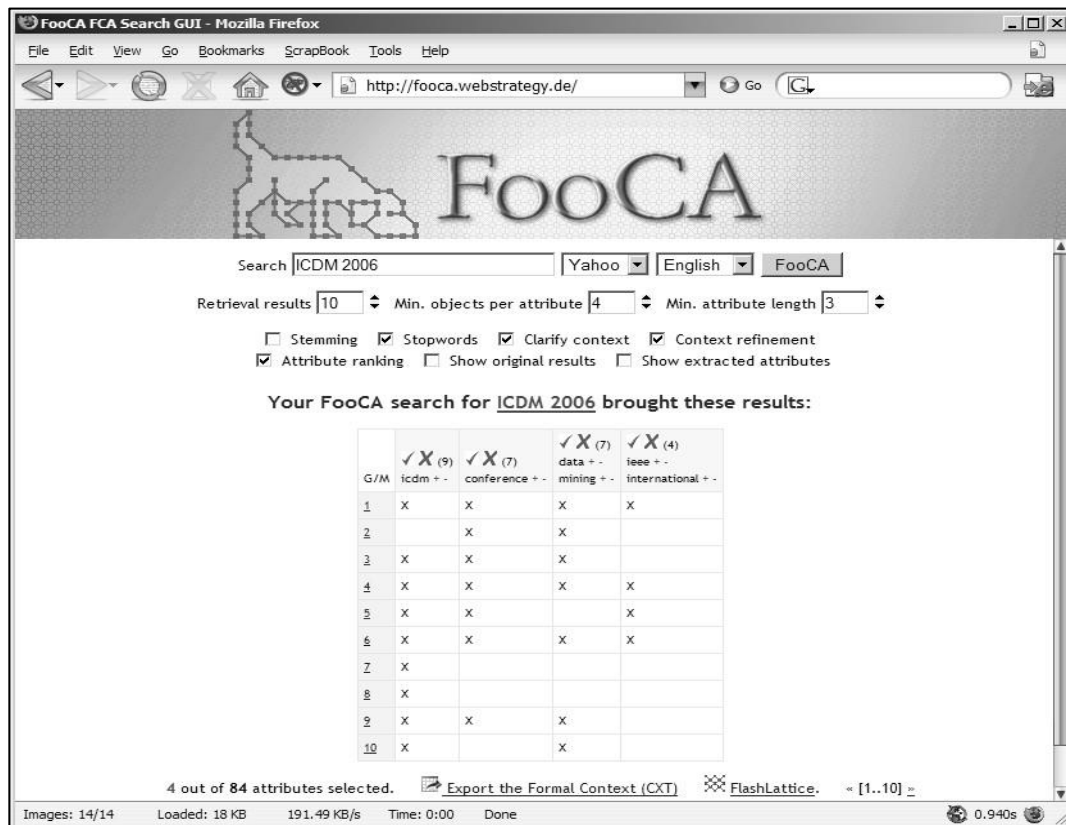 FooCA FCA Search GUI - Mozilla Firefox
File Edit View Go Bookmarks ScrapBook Tools Help
http://fooca.webstrategy.de/ Go G
FooCA
Search ICDM 2006 Yahoo English FooCA
Retrieval results 10 Min. objects per attribute 4 Min. attribute length 3
Stemming Stopwords Clarify context Context refinement
Attribute ranking Show original results Show extracted attributes
Your FooCA search for ICDM 2006 brought these results:
G/M ✓ X (9) icdm + - ✓ X (7) conference + - ✓ X (7) data + - mining + - ✓ X (4) ieee + - international + -
1 x x x x
2 x x
3 x x x
4 x x x x
5 x x x
6 x x x x
7 x
8 x
9 x x x
10 x x
4 out of 84 attributes selected. Export the Formal Context (CXT) FlashLattice. « [1..10] »
Images: 14/14 Loaded: 18 KB 191.49 KB/s Time: 0:00 Done 0.940s